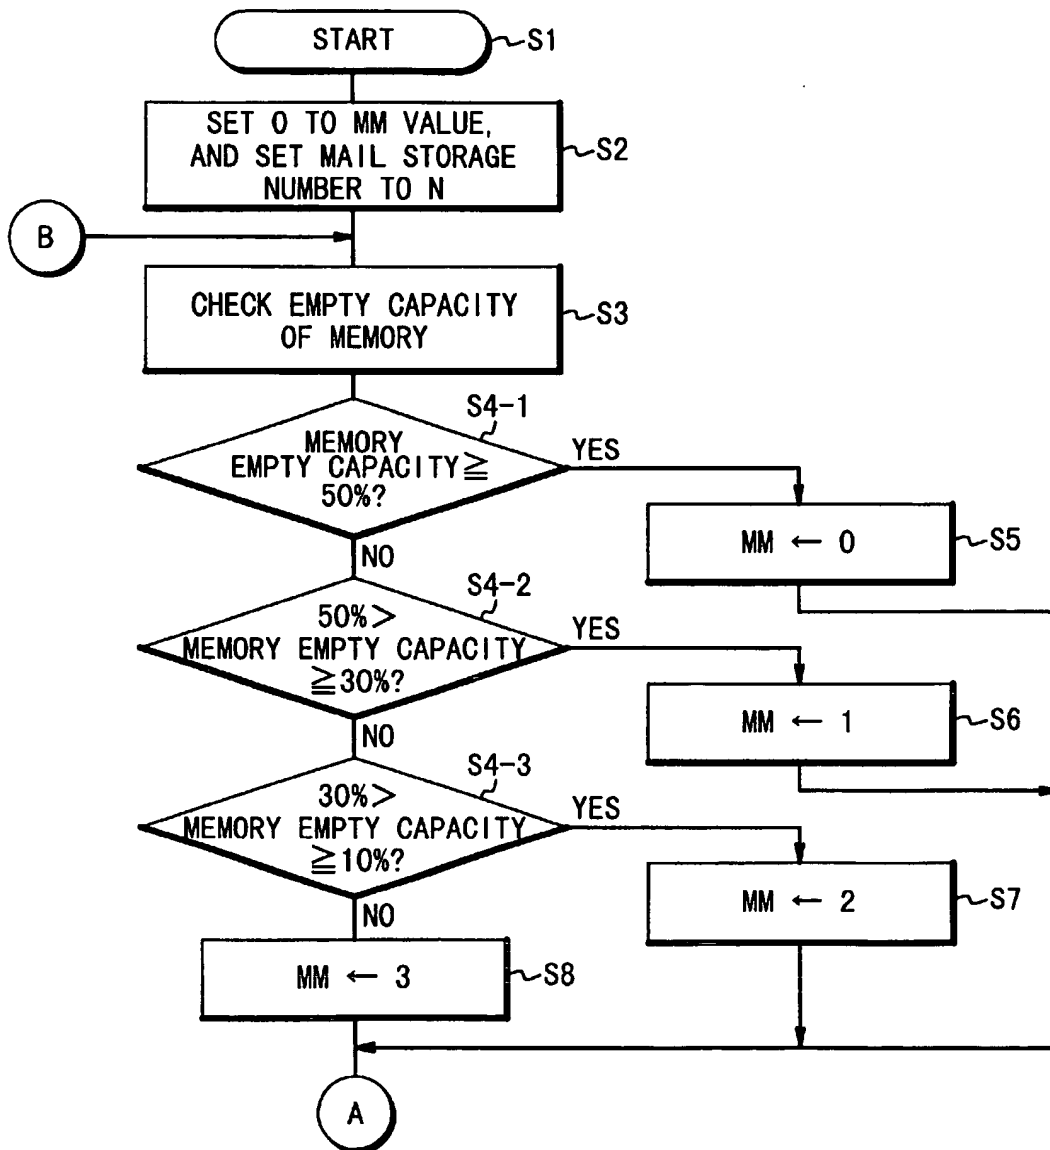 START
S1
SET 0 TO MM VALUE,
AND SET MAIL STORAGE
NUMBER TO N
S2
B
CHECK EMPTY CAPACITY
OF MEMORY
S3
S4-1
MEMORY
EMPTY CAPACITY≧
50%?
YES
MM ← 0
S5
NO
S4-2
50%>
MEMORY EMPTY CAPACITY
≧30%?
YES
MM ← 1
S6
NO
S4-3
30%>
MEMORY EMPTY CAPACITY
≧10%?
YES
MM ← 2
S7
NO
MM ← 3
S8
A